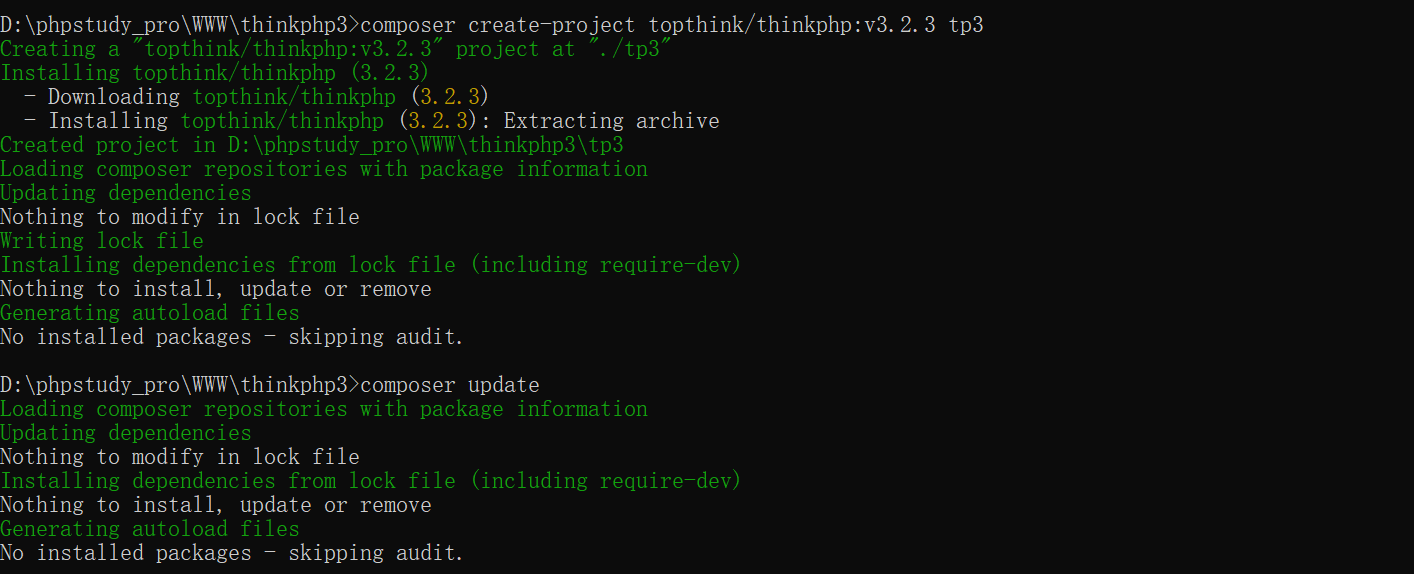 D:\phpstudy_pro\WWW\thinkphp3>composer create-project topthink/thinkphp:v3.2.3 tp3
Creating a "topthink/thinkphp:v3.2.3" project at "./tp3"
Installing topthink/thinkphp (3.2.3)
  - Downloading topthink/thinkphp (3.2.3)
  - Installing topthink/thinkphp (3.2.3): Extracting archive
Created project in D:\phpstudy_pro\WWW\thinkphp3\tp3
Loading composer repositories with package information
Updating dependencies
Nothing to modify in lock file
Writing lock file
Installing dependencies from lock file (including require-dev)
Nothing to install, update or remove
Generating autoload files
No installed packages - skipping audit.
D:\phpstudy_pro\WWW\thinkphp3>composer update
Loading composer repositories with package information
Updating dependencies
Nothing to modify in lock file
Installing dependencies from lock file (including require-dev)
Nothing to install, update or remove
Generating autoload files
No installed packages - skipping audit.